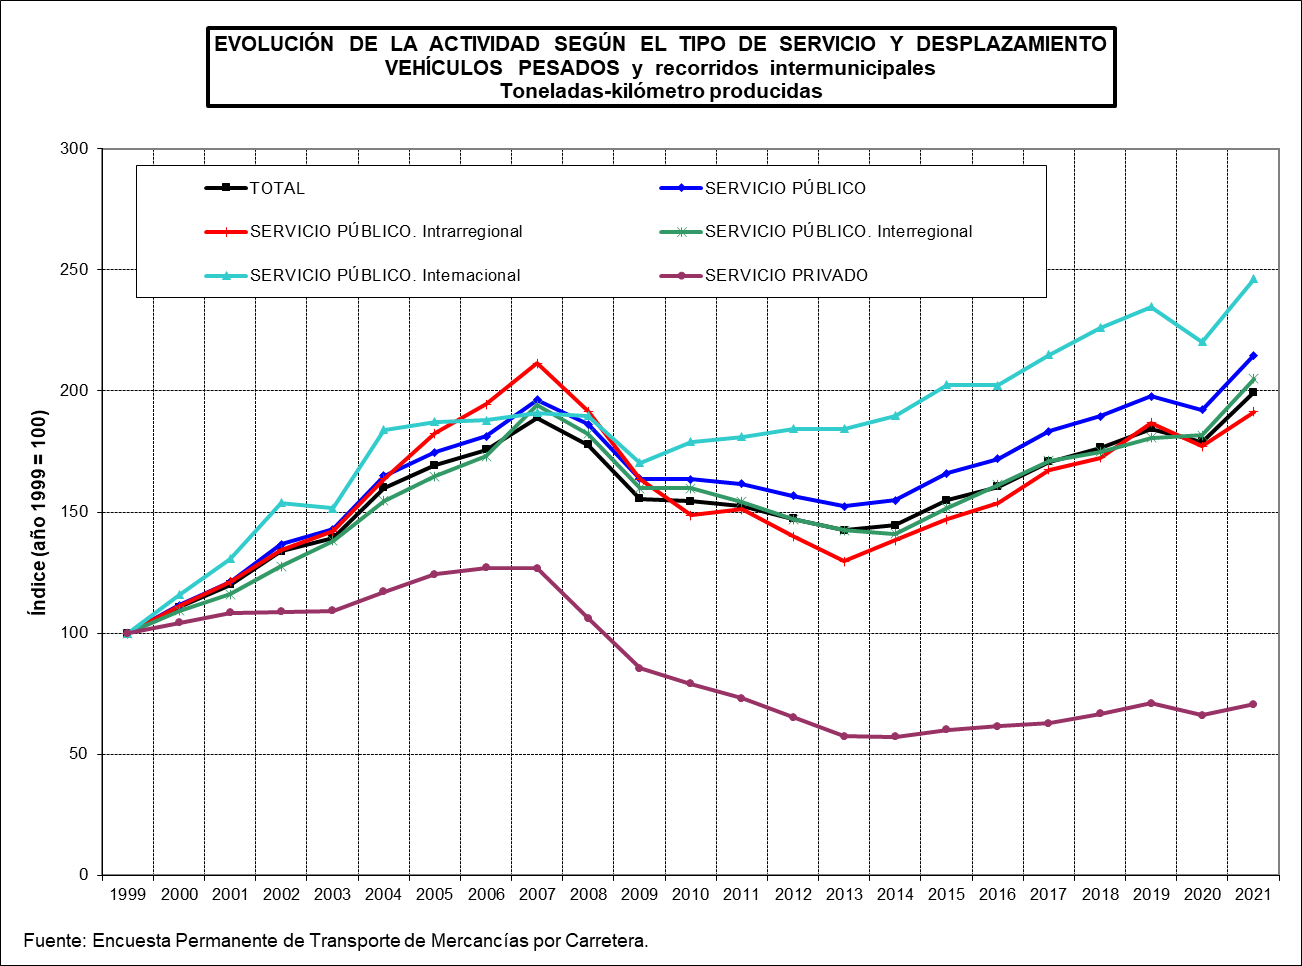 EVOLUCIÓN DE LA ACTIVIDAD SEGÚN EL TIPO DE SERVICIO Y DESPLAZAMIENTO
VEHÍCULOS PESADOS y recorridos intermunicipales
Toneladas-kilómetro producidas
Índice (año 1999 = 100)
300
250
200
150
100
50
0
TOTAL
SERVICIO PÚBLICO
SERVICIO PÚBLICO. Intrarregional
SERVICIO PÚBLICO. Interregional
SERVICIO PÚBLICO. Internacional
SERVICIO PRIVADO
1999 2000 2001 2002 2003 2004 2005 2006 2007 2008 2009 2010 2011 2012 2013 2014 2015 2016 2017 2018 2019 2020 2021
Fuente: Encuesta Permanente de Transporte de Mercancías por Carretera.